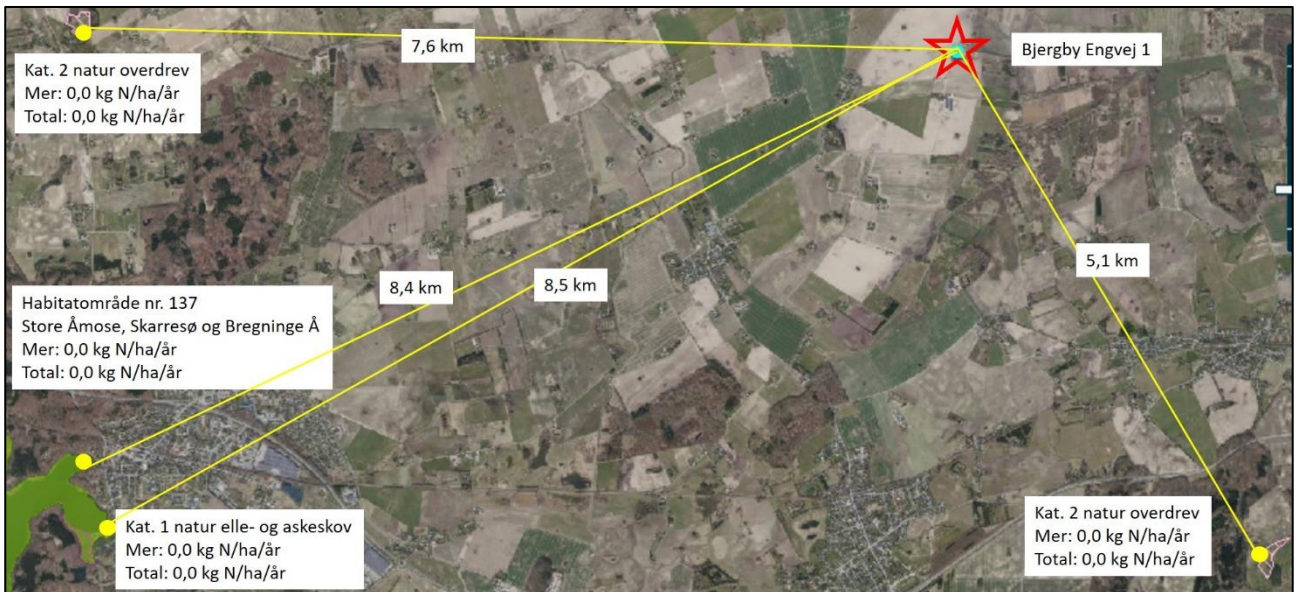 7,6 km
Bjergby Engvej 1
Kat. 2 natur overdrev
Mer: 0,0 kg N/ha/år
Total: 0,0 kg N/ha/år
8,4 km
8,5 km
5,1 km
Habitatområde nr. 137
Store Åmose, Skarresø og Bregninge Å
Mer: 0,0 kg N/ha/år
Total: 0,0 kg N/ha/år
Kat. 1 natur elle- og askeskov
Mer: 0,0 kg N/ha/år
Total: 0,0 kg N/ha/år
Kat. 2 natur overdrev
Mer: 0,0 kg N/ha/år
Total: 0,0 kg N/ha/år